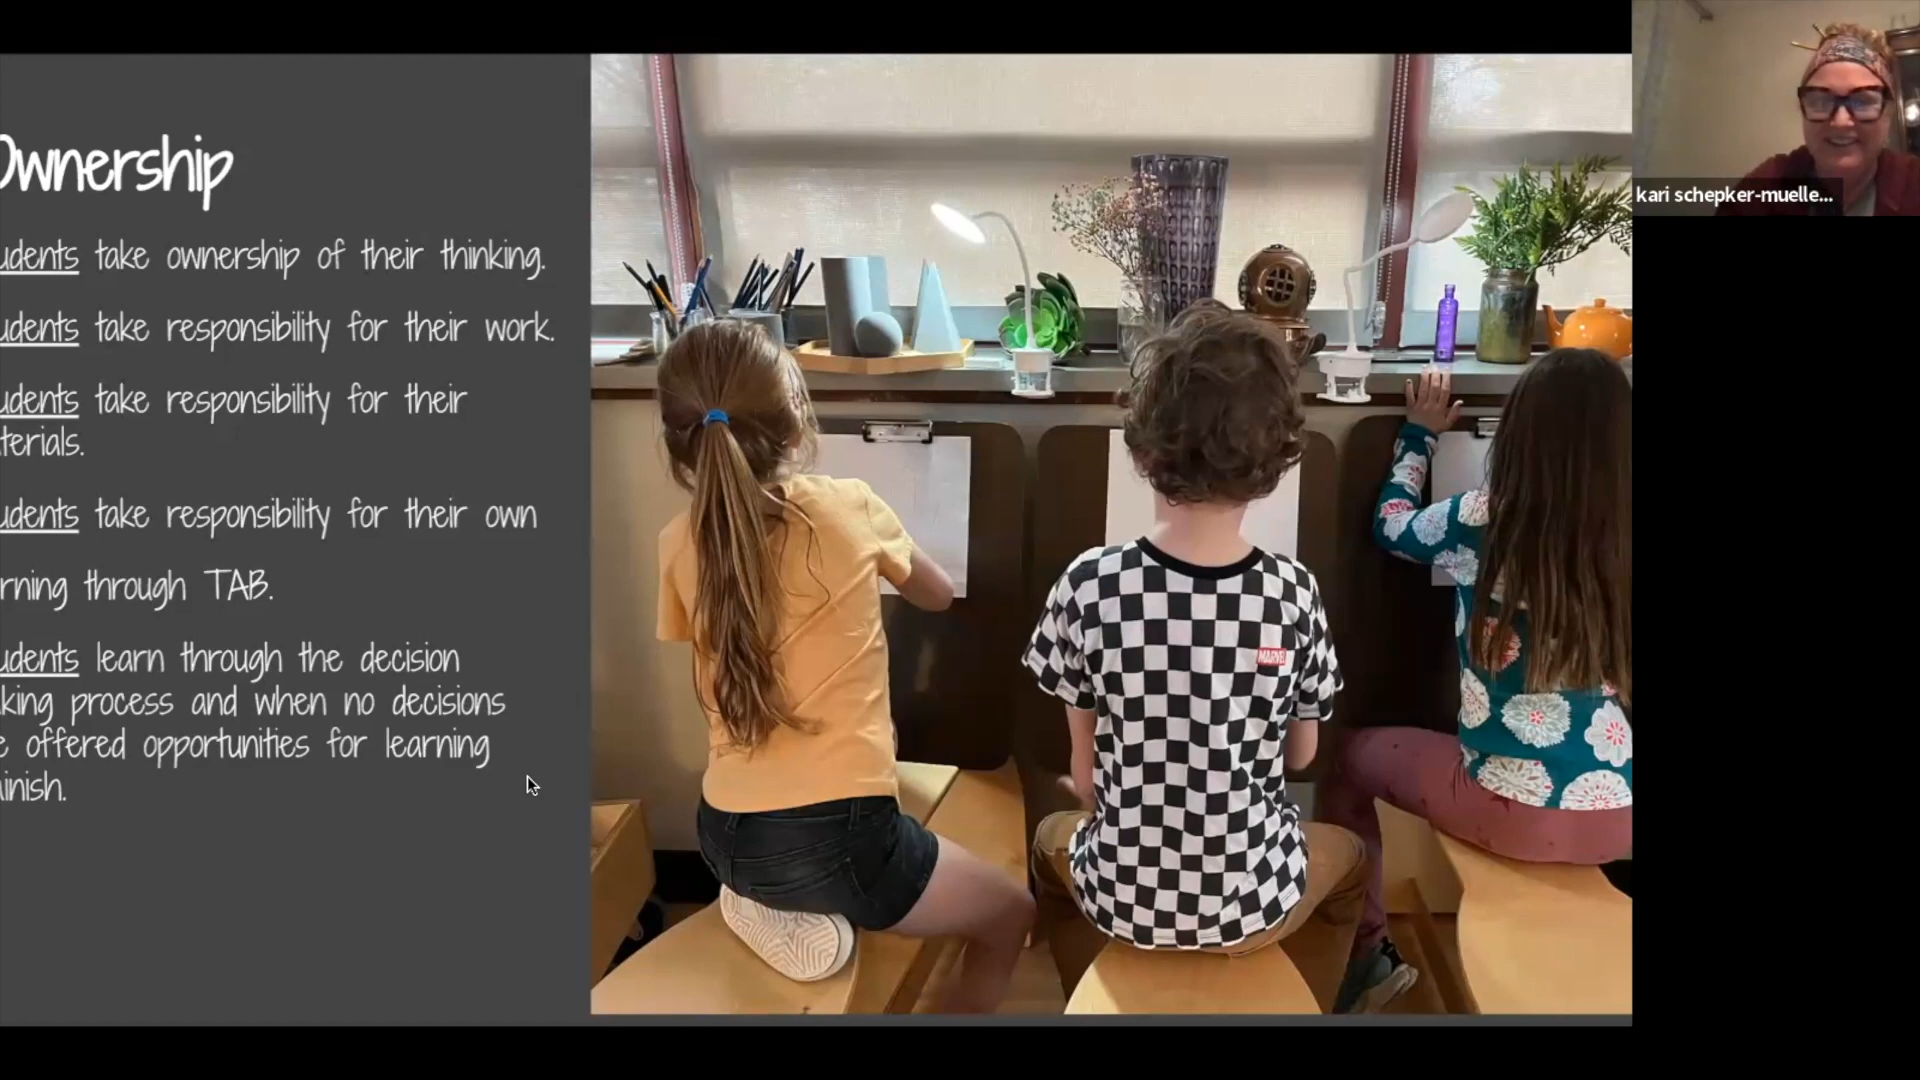 Ownership
udents take ownership of their thinking.
udents take responsibility for their work.
udents take responsibility for their
terials.
udents take responsibility for their own
rning through TAB.
udents learn through the decision
king process and when no decisions
e offered opportunities for learning
inish.
MARVEL
kari schepker-muelle...